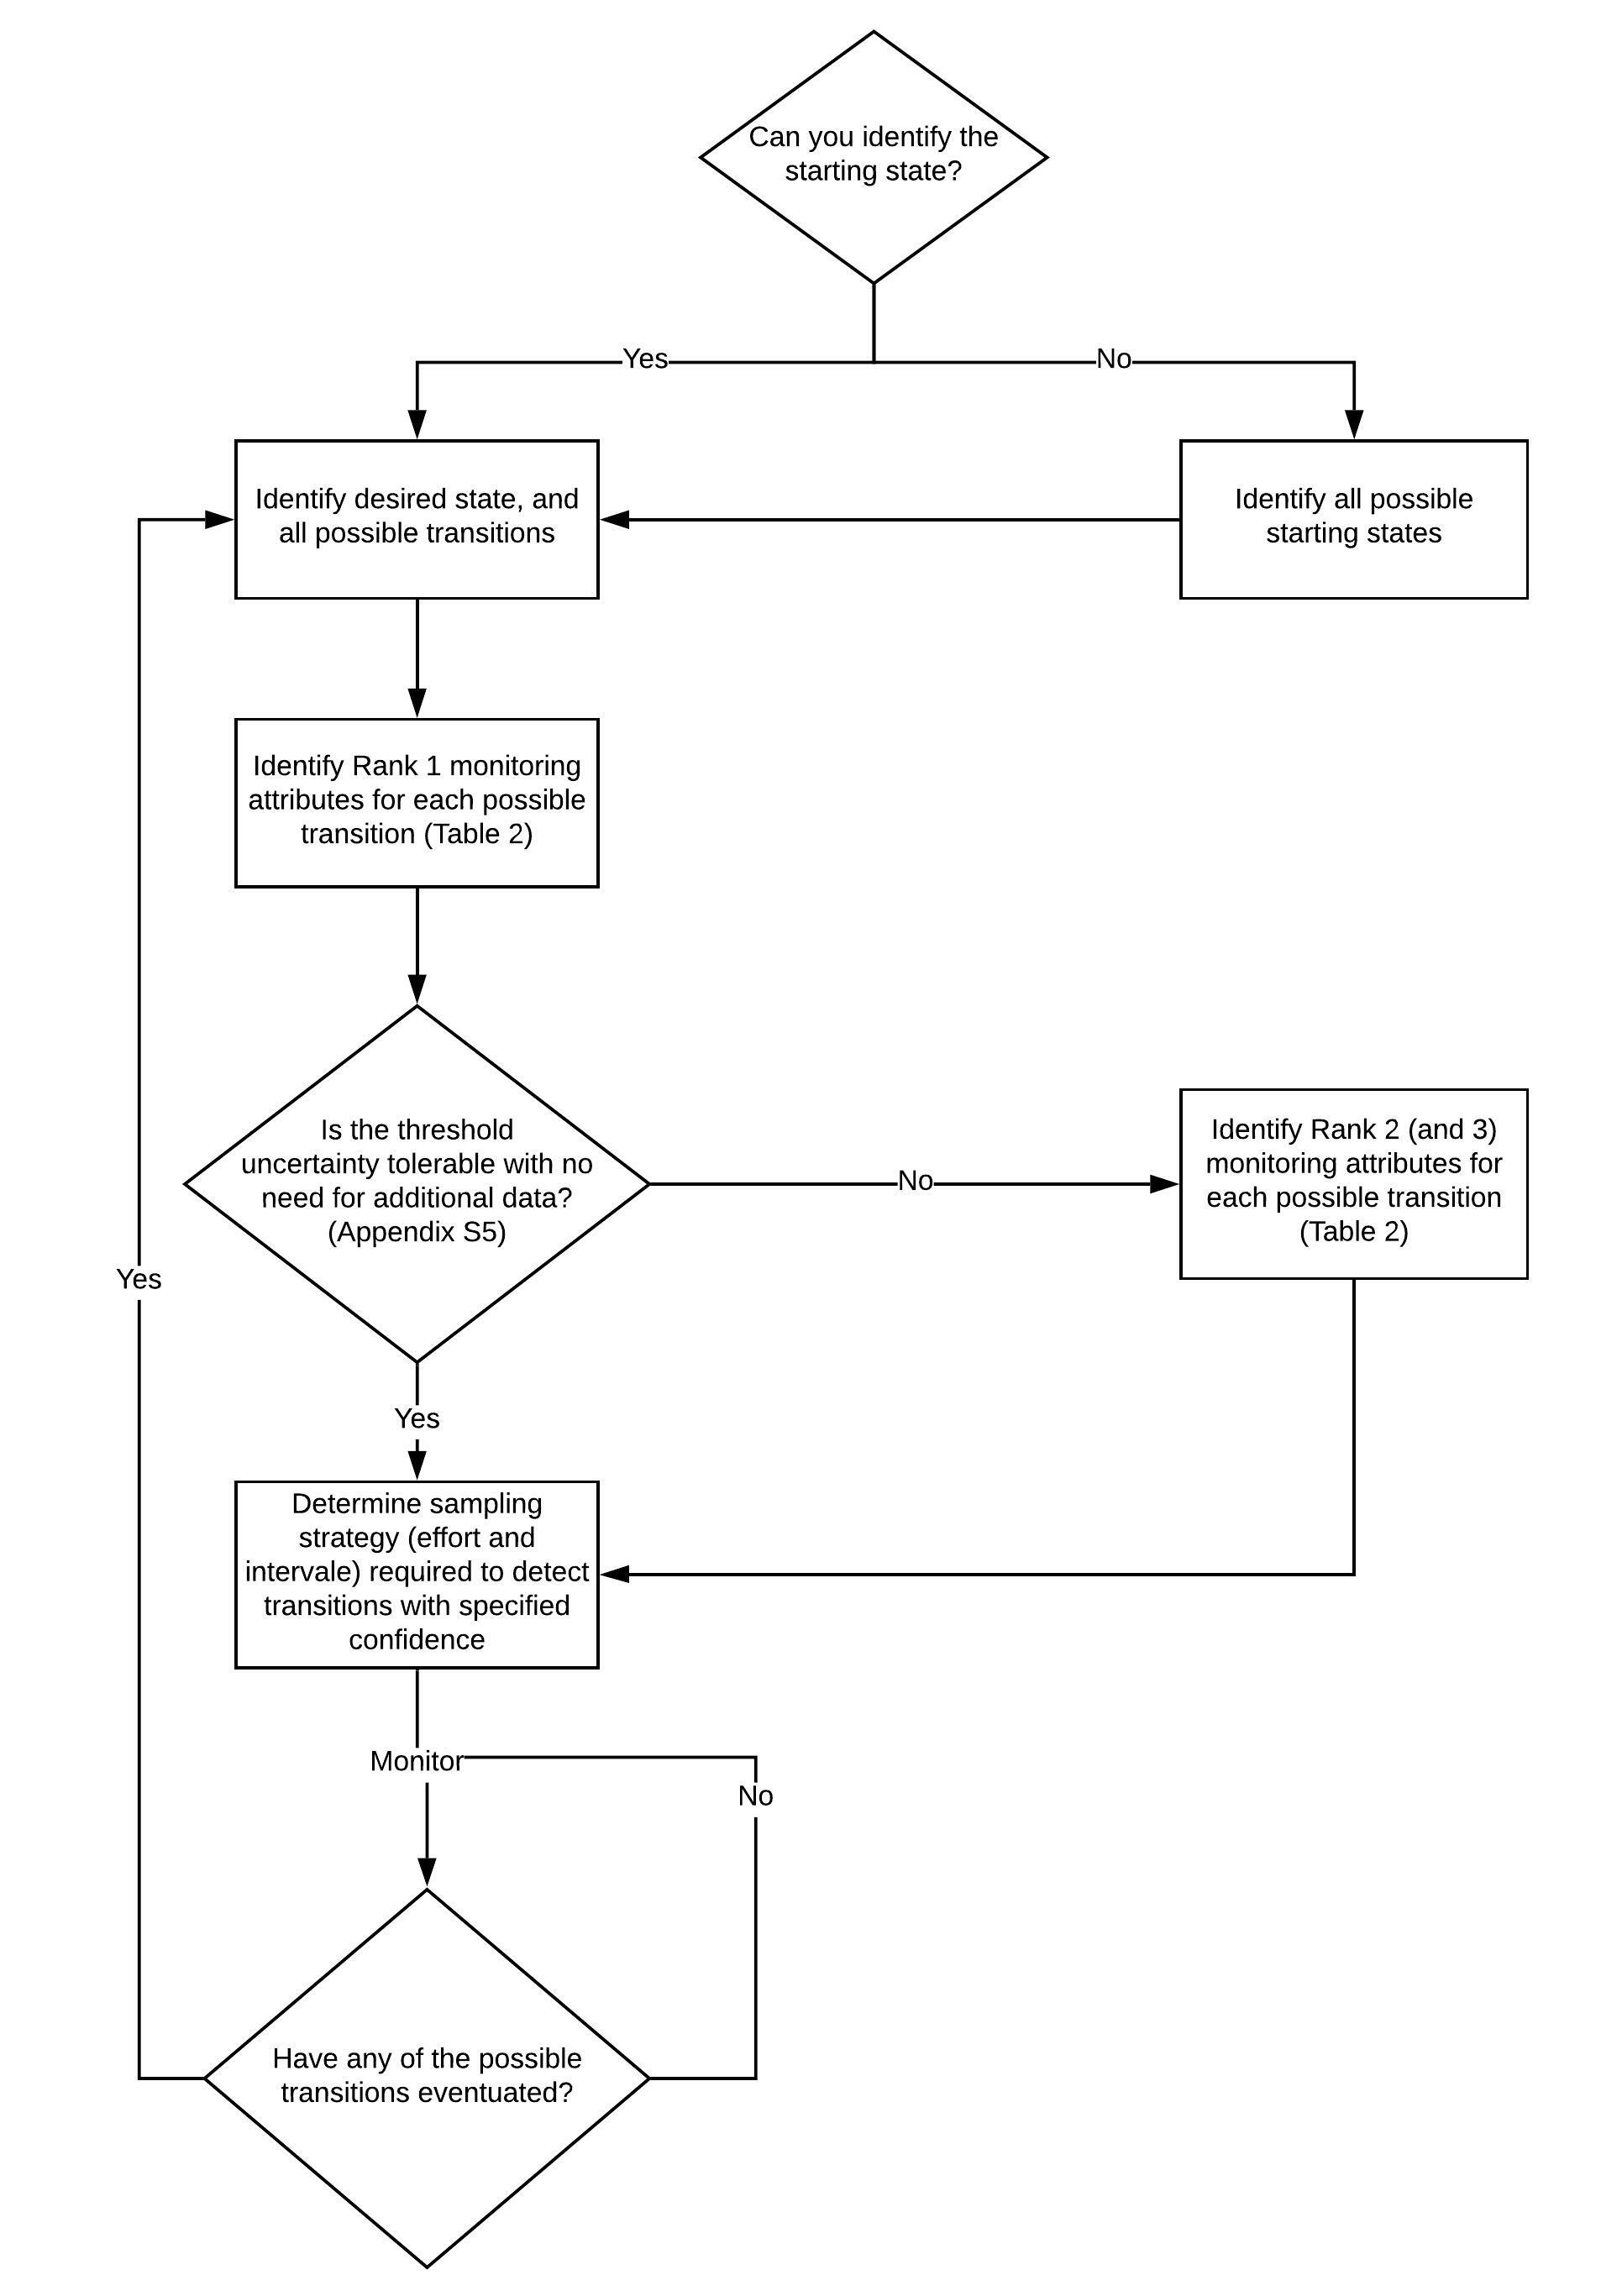 Can you identify the
starting state?
Yes
No
Identify desired state, and
all possible transitions
Identify all possible
starting states
Identify Rank 1 monitoring
attributes for each possible
transition (Table 2)
Is the threshold
uncertainty tolerable with no
need for additional data?
(Appendix S5)
No
Identify Rank 2 (and 3)
monitoring attributes for
each possible transition
(Table 2)
Yes
Yes
Determine sampling
strategy (effort and
intervale) required to detect
transitions with specified
confidence
Monitor
No
Have any of the possible
transitions eventuated?